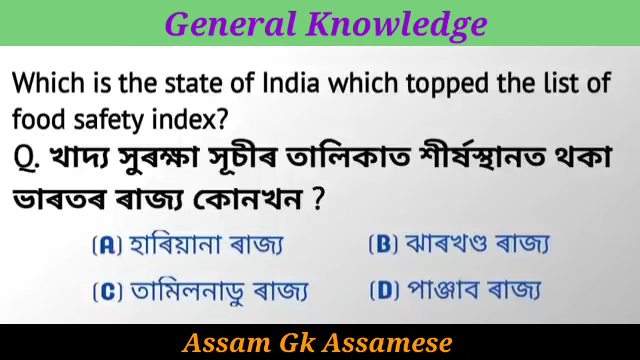 General Knowledge
Which is the state of India which topped the list of
food safety index?
Q. খাদ্য সুৰক্ষা সূচীৰ তালিকাত শীৰ্ষস্থানত থকা
ভাৰতৰ ৰাজ্য কোনখন ?
(A) হাৰিয়ানা ৰাজ্য (B) ঝাৰখণ্ড ৰাজ্য
(C) তামিলনাডু ৰাজ্য (D) পাঞ্জাব ৰাজ্য
Assam Gk Assamese